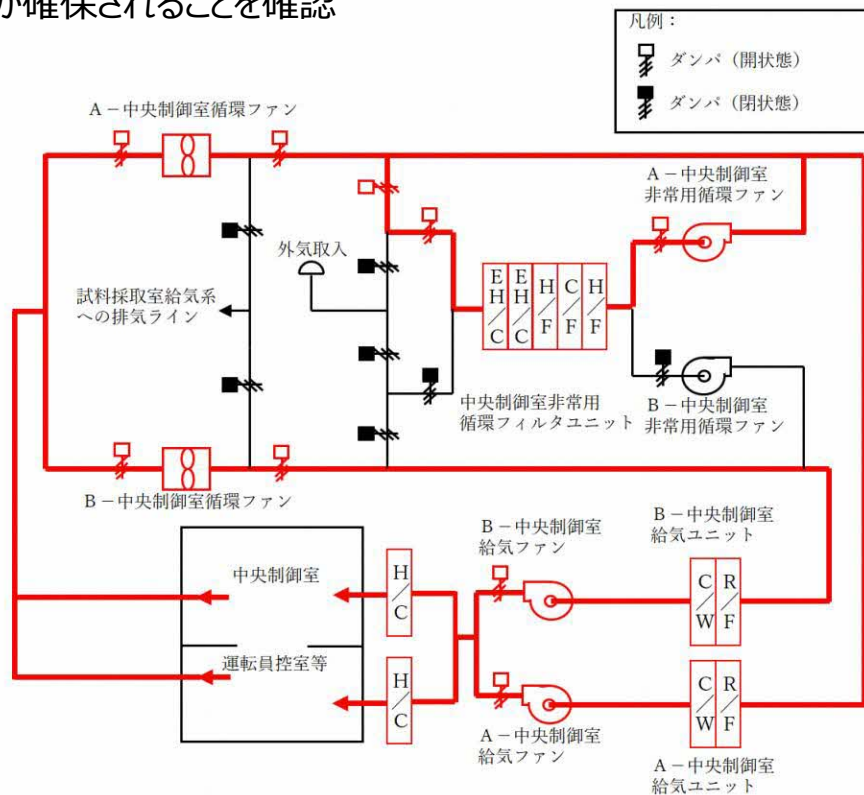 が確保されることを確認
凡例：
ダンパ（開状態）
ダンパ（閉状態）
A－中央制御室循環ファン
A－中央制御室
非常用循環ファン
外気取入
試料採取室給気系
への排気ライン
EH/C
EH/C
H/F
C/F
H/F
中央制御室非常用
循環フィルタユニット
B－中央制御室
非常用循環ファン
B－中央制御室循環ファン
B－中央制御室
給気ファン
B－中央制御室
給気ユニット
中央制御室
H/C
C/W
R/F
運転員控室等
H/C
C/W
R/F
A－中央制御室
給気ファン
A－中央制御室
給気ユニット